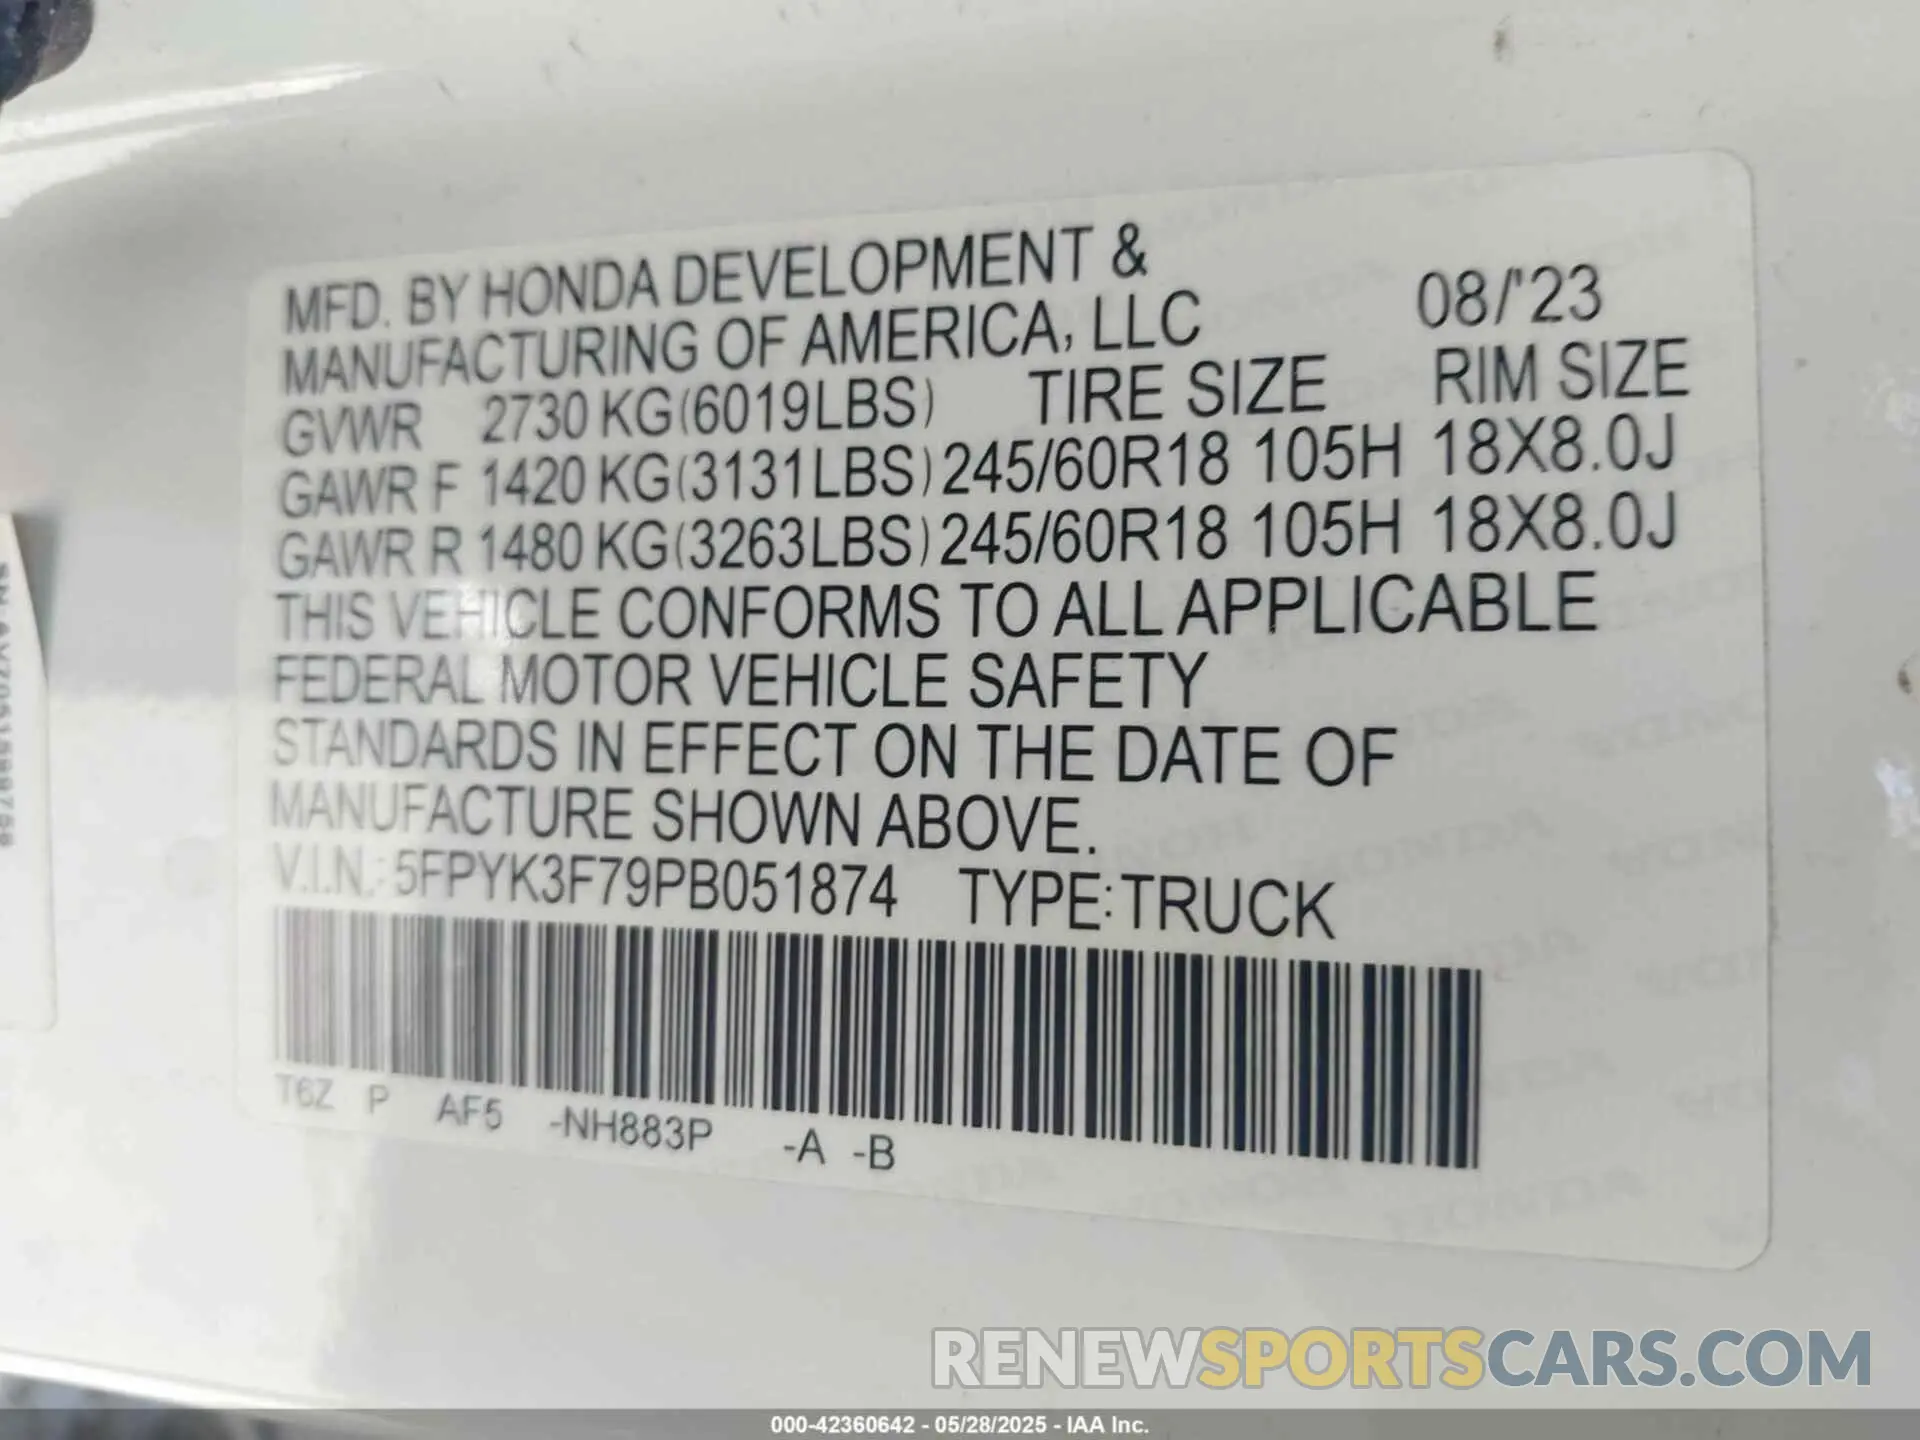 MFD. BY HONDA DEVELOPMENT &
MANUFACTURING OF AMERICA, LLC 08/'23
GVWR 2730 KG(6019LBS) TIRE SIZE RIM SIZE
GAWR F 1420 KG(3131LBS) 245/60R18 105H 18X8.0J
GAWR R 1480 KG(3263LBS) 245/60R18 105H 18X8.0J
THIS VEHICLE CONFORMS TO ALL APPLICABLE
FEDERAL MOTOR VEHICLE SAFETY
STANDARDS IN EFFECT ON THE DATE OF
MANUFACTURE SHOWN ABOVE.
V.I.N.: 5FPYK3F79PB051874 TYPE:TRUCK
T6Z P AF5 -NH883P -A -B
RENEWSPORTSCARS.COM
000-42360642 - 05/28/2025 - IAA Inc.